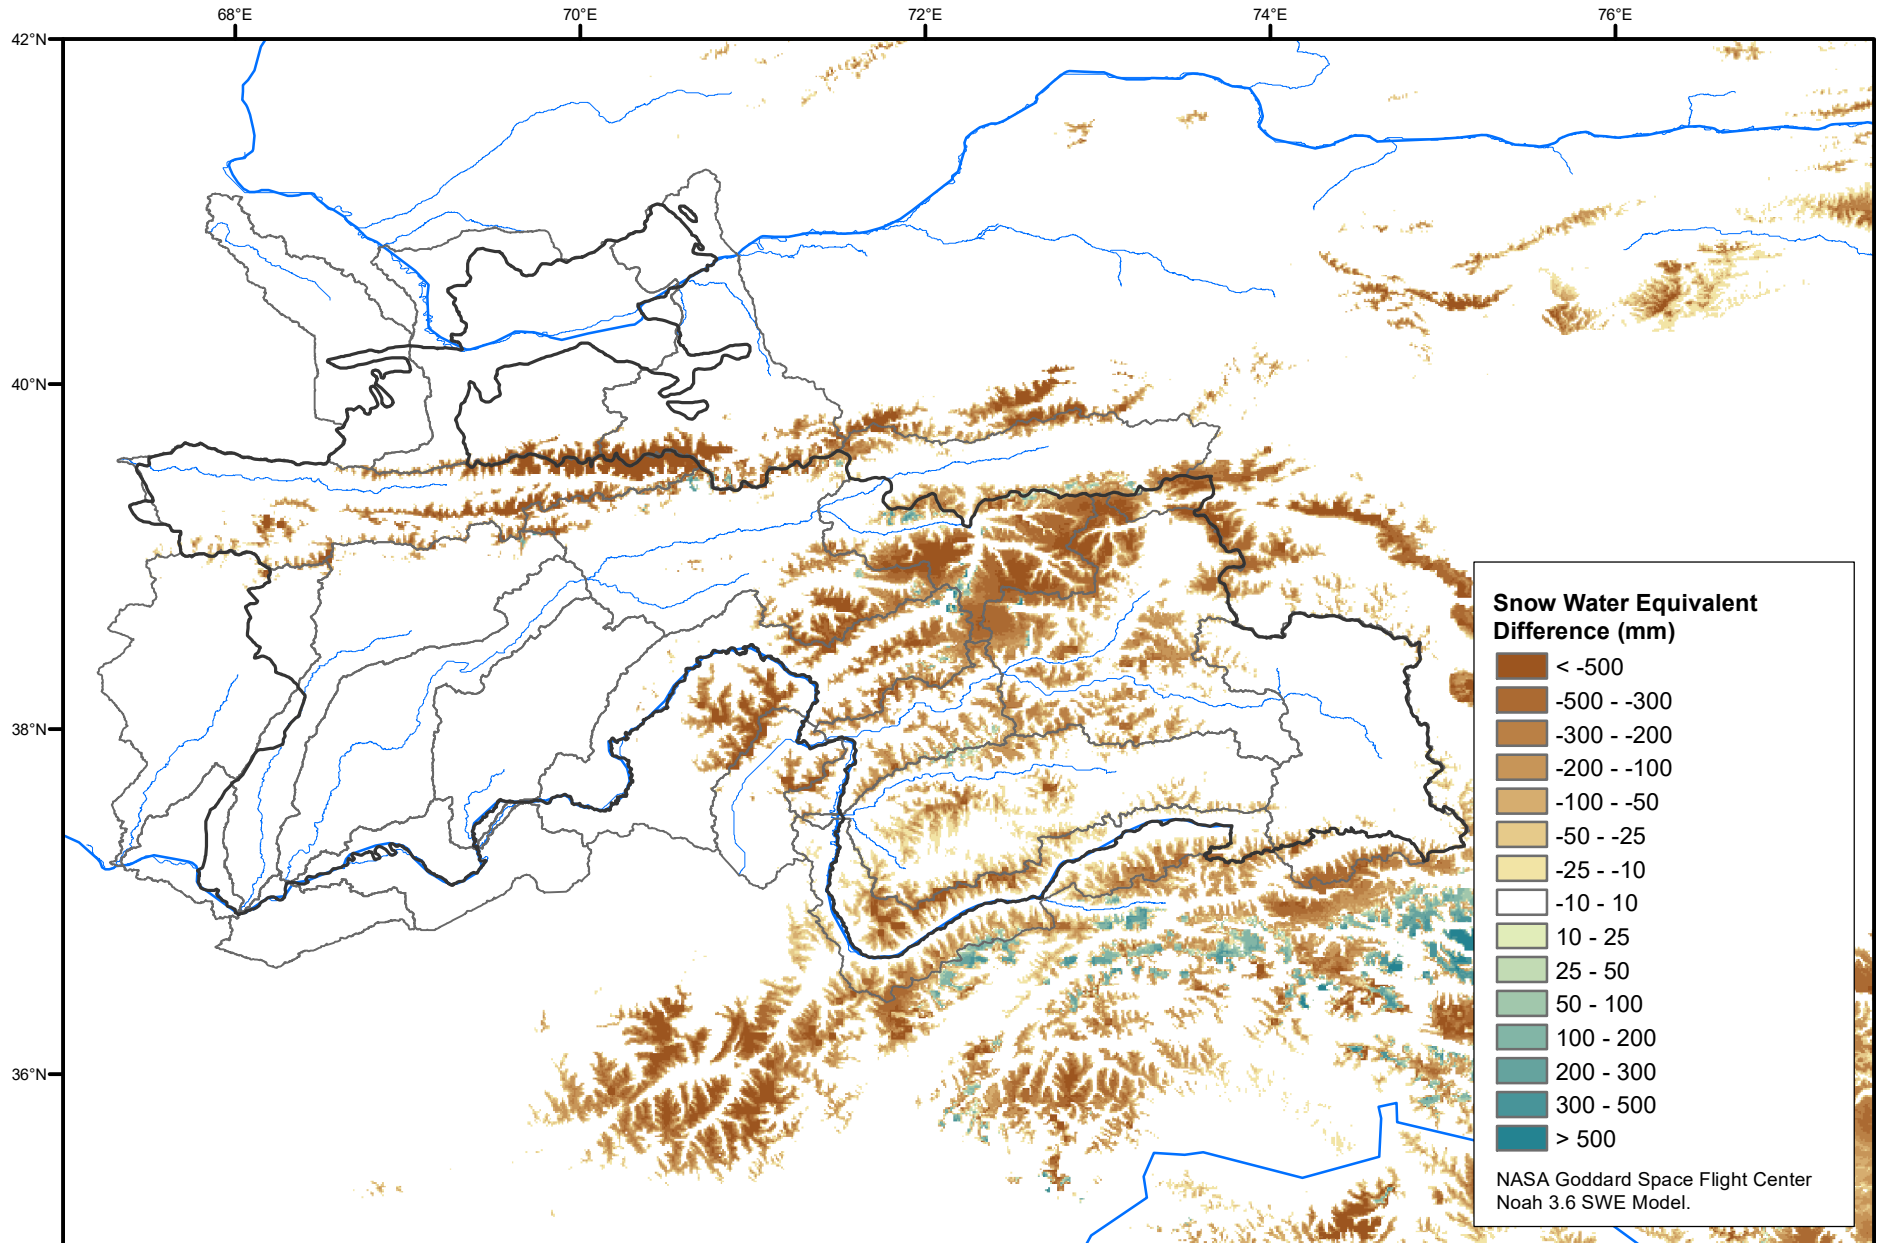 68°E 70°E 72°E 74°E 76°E
42°N
40°N
38°N
36°N
Snow Water Equivalent
Difference (mm)
< -500
-500 - -300
-300 - -200
-200 - -100
-100 - -50
-50 - -25
-25 - -10
-10 - 10
10 - 25
25 - 50
50 - 100
100 - 200
200 - 300
300 - 500
> 500
NASA Goddard Space Flight Center
Noah 3.6 SWE Model.